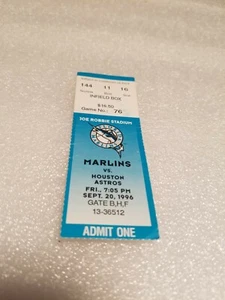 144 11 16
INFIELD BOX
$16.50
Game No.: 76
JOE ROBBIE STADIUM
FLORIDA
MARLINS
VS.
HOUSTON
ASTROS
FRI., 7:05 PM
SEPT. 20, 1996
GATE B,H,F
13-36512
ADMIT ONE